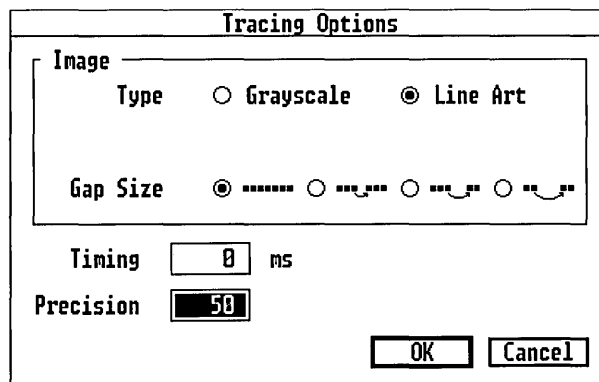 Tracing Options
Image
Type Grayscale Line Art
Gap Size
Timing 0 ms
Precision 50
OK Cancel